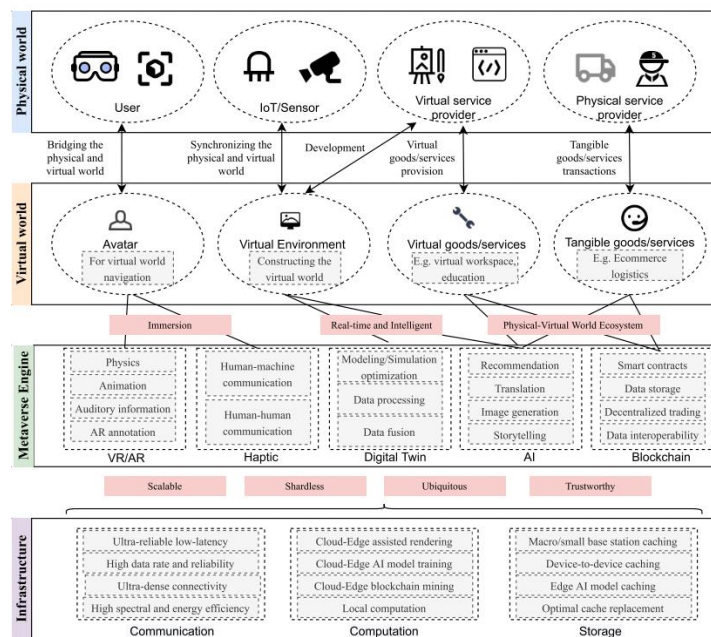 Physical world
User
IoT/Sensor
Virtual service
provider
Physical service
provider
Bridging the
physical and
virtual world
Synchronizing the
physical and virtual
world
Development
Virtual
goods/services
provision
Tangible
goods/services
transactions
Virtual world
Avatar
For virtual world
navigation
Virtual Environment
Constructing the
virtual world
Virtual goods/services
E.g. virtual workspace,
education
Tangible goods/services
E.g. Ecommerce
logistics
Immersion
Real-time and Intelligent
Physical-Virtual World Ecosystem
Metaverse Engine
Physics
Animation
Auditory information
AR annotation
VR/AR
Human-machine
communication
Human-human
communication
Haptic
Modeling/Simulation
optimization
Data processing
Data fusion
Digital Twin
Recommendation
Translation
Image generation
Storytelling
AI
Smart contracts
Data storage
Decentralized trading
Data interoperability
Blockchain
Scalable
Shardless
Ubiquitous
Trustworthy
Infrastructure
Ultra-reliable low-latency
High data rate and reliability
Ultra-dense connectivity
High spectral and energy efficiency
Communication
Cloud-Edge assisted rendering
Cloud-Edge AI model training
Cloud-Edge blockchain mining
Local computation
Computation
Macro/small base station caching
Device-to-device caching
Edge AI model caching
Optimal cache replacement
Storage